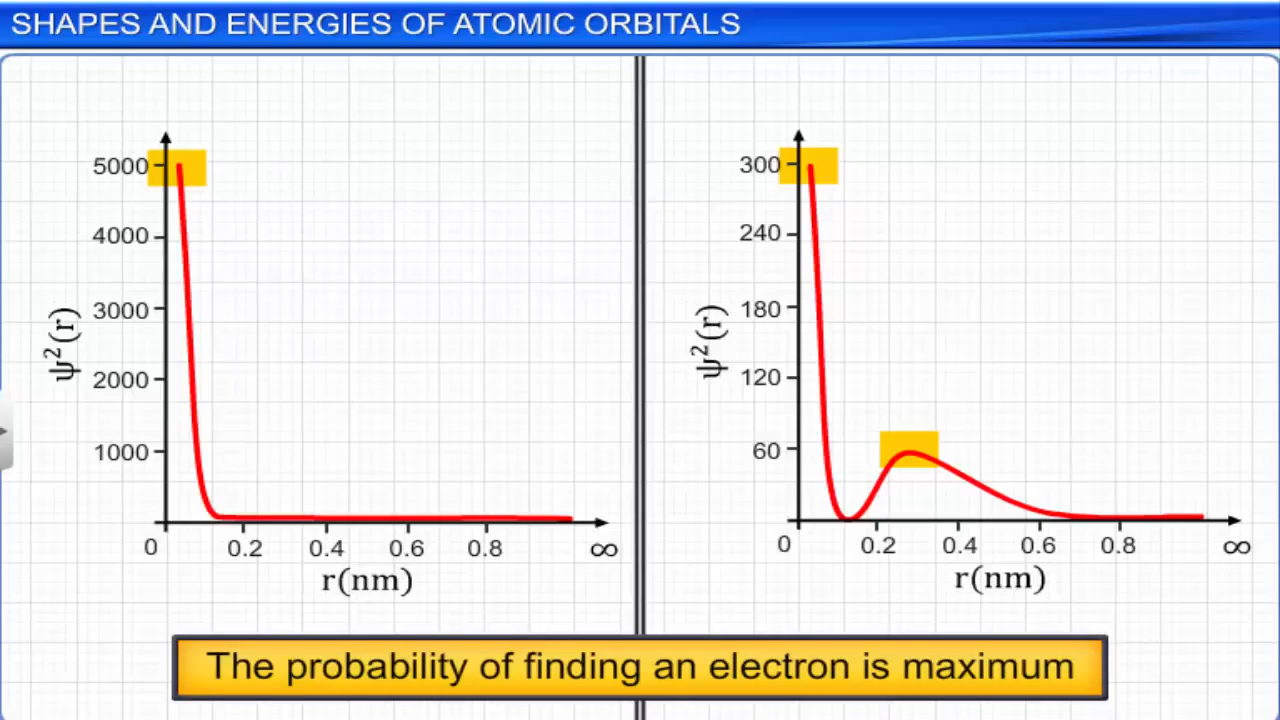 SHAPES AND ENERGIES OF ATOMIC ORBITALS
5000
4000
3000
2000
1000
ψ²(r)
0 0.2 0.4 0.6 0.8 ∞
r(nm)
300
240
180
120
60
ψ²(r)
0 0.2 0.4 0.6 0.8 ∞
r(nm)
The probability of finding an electron is maximum